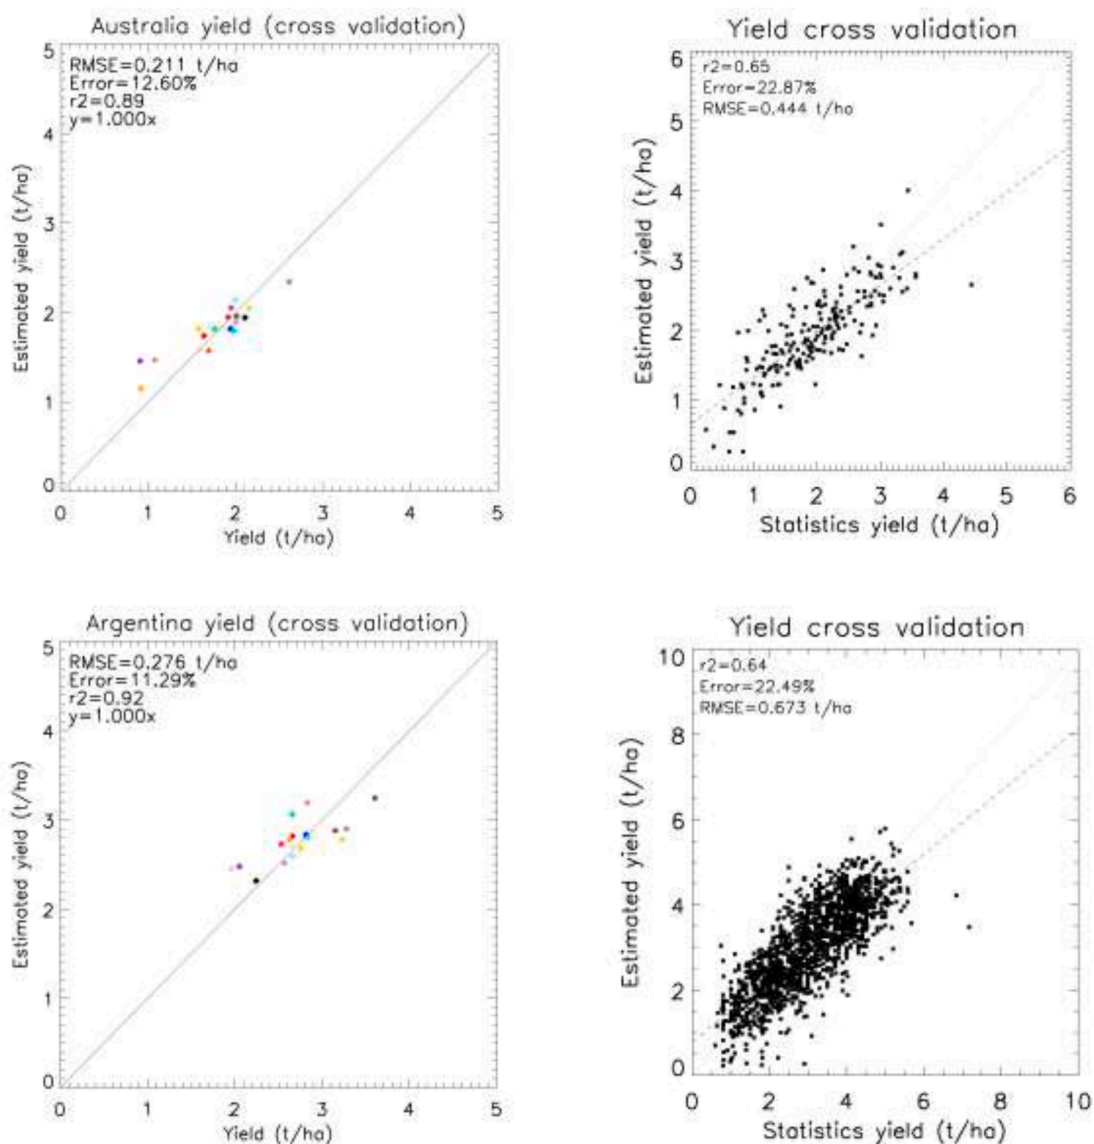 Australia yield (cross validation)
RMSE=0.211 t/ha
Error=12.60%
r2=0.89
y=1.000x
5
4
3
2
1
0
Estimated yield (t/ha)
0 1 2 3 4 5
Yield (t/ha)
Yield cross validation
r2=0.65
Error=22.87%
RMSE=0.444 t/ha
6
5
4
3
2
1
0
Estimated yield (t/ha)
0 1 2 3 4 5 6
Statistics yield (t/ha)
Argentina yield (cross validation)
RMSE=0.276 t/ha
Error=11.29%
r2=0.92
y=1.000x
5
4
3
2
1
0
Estimated yield (t/ha)
0 1 2 3 4 5
Yield (t/ha)
Yield cross validation
r2=0.64
Error=22.49%
RMSE=0.673 t/ha
10
8
6
4
2
0
Estimated yield (t/ha)
0 2 4 6 8 10
Statistics yield (t/ha)